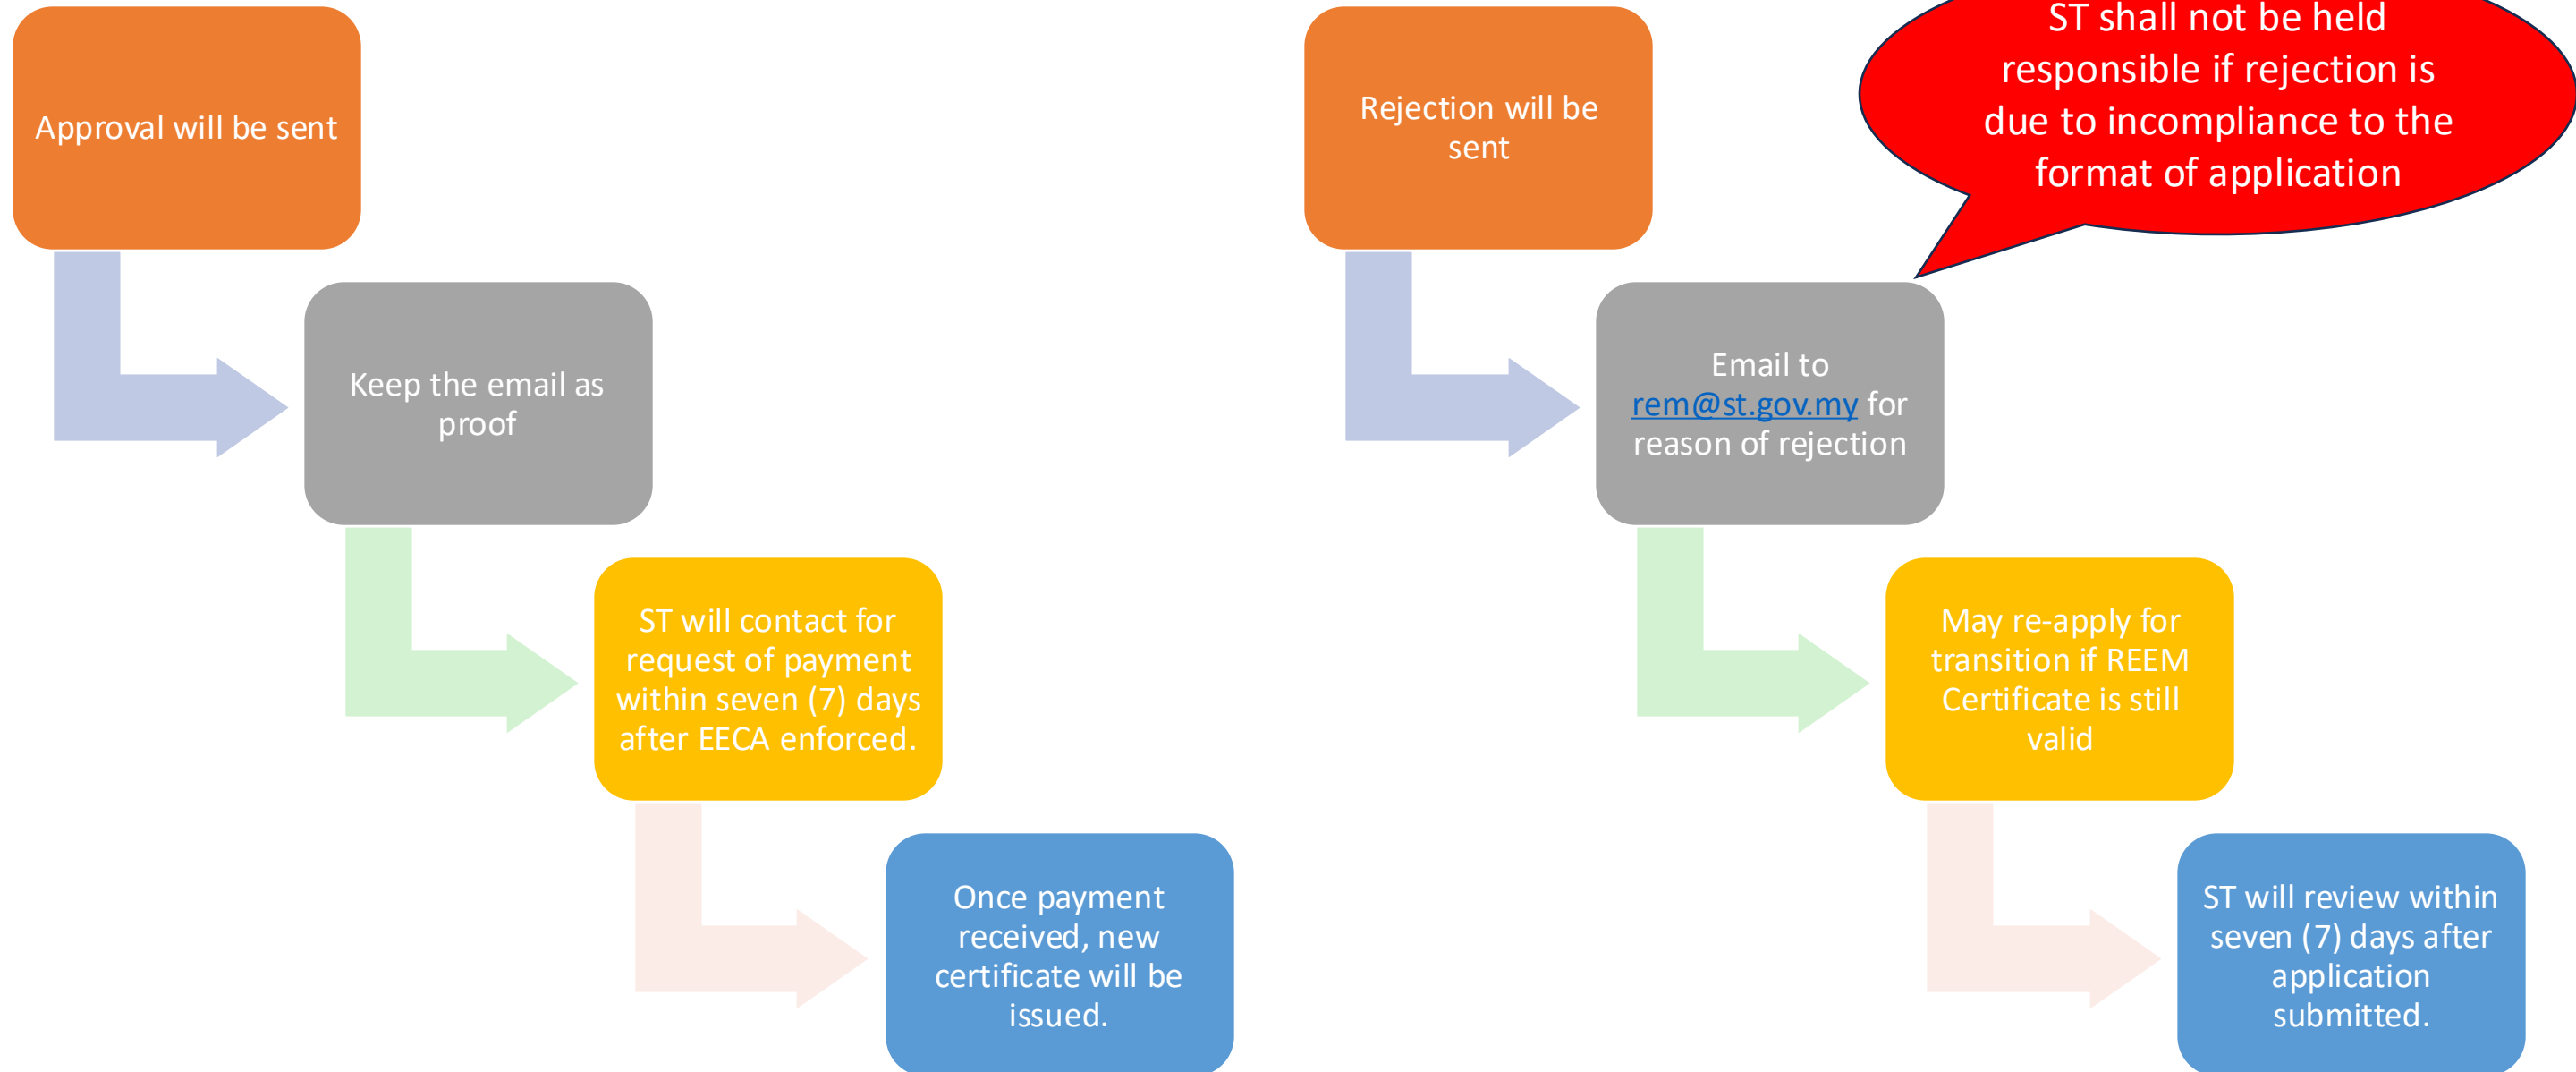 Approval will be sent
Keep the email as
proof
ST will contact for
request of payment
within seven (7) days
after EECA enforced.
Once payment
received, new
certificate will be
issued.
Rejection will be
sent
ST shall not be held
responsible if rejection is
due to incompliance to the
format of application
Email to
rem@st.gov.my for
reason of rejection
May re-apply for
transition if REEM
Certificate is still
valid
ST will review within
seven (7) days after
application
submitted.